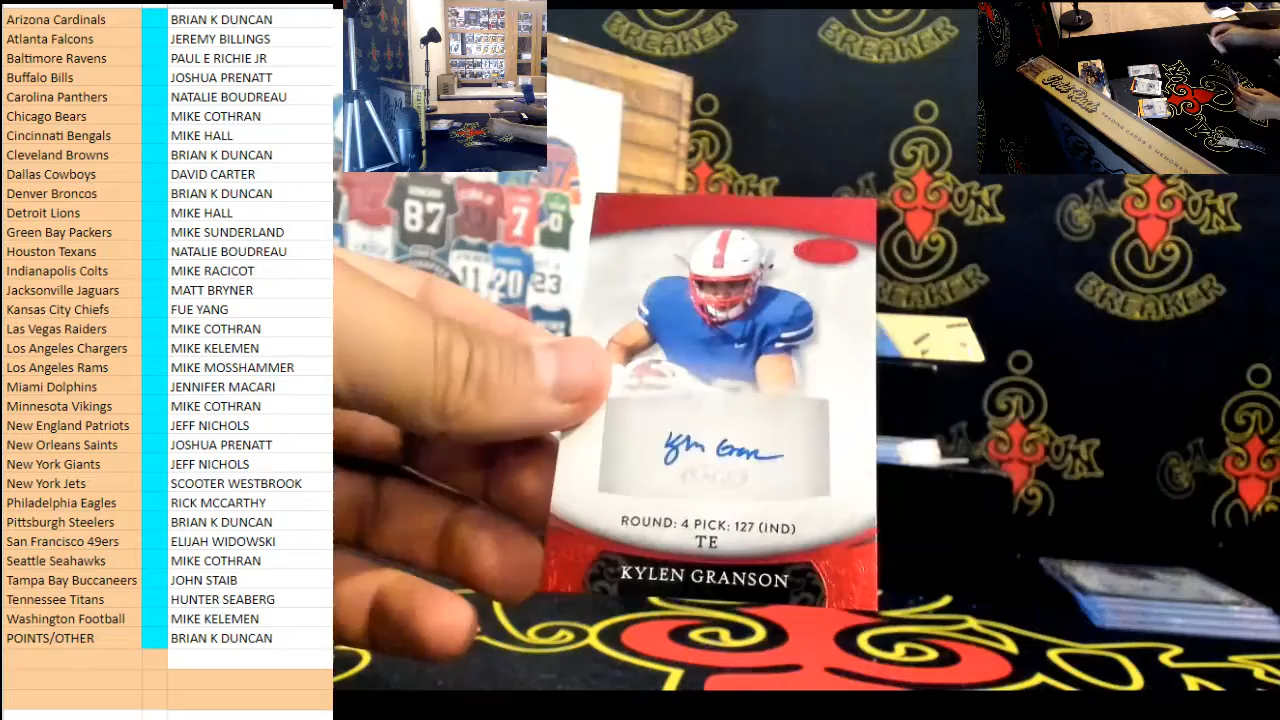 Arizona Cardinals BRIAN K DUNCAN
Atlanta Falcons JEREMY BILLINGS
Baltimore Ravens PAUL E RICHIE JR
Buffalo Bills JOSHUA PRENATT
Carolina Panthers NATALIE BOUDREAU
Chicago Bears MIKE COTHRAN
Cincinnati Bengals MIKE HALL
Cleveland Browns BRIAN K DUNCAN
Dallas Cowboys DAVID CARTER
Denver Broncos BRIAN K DUNCAN
Detroit Lions MIKE HALL
Green Bay Packers MIKE SUNDERLAND
Houston Texans NATALIE BOUDREAU
Indianapolis Colts MIKE RACICOT
Jacksonville Jaguars MATT BRYNER
Kansas City Chiefs FUE YANG
Las Vegas Raiders MIKE COTHRAN
Los Angeles Chargers MIKE KELEMEN
Los Angeles Rams MIKE MOSSHAMMER
Miami Dolphins JENNIFER MACARI
Minnesota Vikings MIKE COTHRAN
New England Patriots JEFF NICHOLS
New Orleans Saints JOSHUA PRENATT
New York Giants JEFF NICHOLS
New York Jets SCOOTER WESTBROOK
Philadelphia Eagles RICK MCCARTHY
Pittsburgh Steelers BRIAN K DUNCAN
San Francisco 49ers ELIJAH WIDOWSKI
Seattle Seahawks MIKE COTHRAN
Tampa Bay Buccaneers JOHN STAIB
Tennessee Titans HUNTER SEABERG
Washington Football MIKE KELEMEN
POINTS/OTHER BRIAN K DUNCAN
BREAKER
BREAKER
87
7
11 20 23
CAJUN
BREAKER
ROUND: 4 PICK: 127 (IND)
TE
KYLEN GRANSON
TRADING CARDS & MEMORABILIA